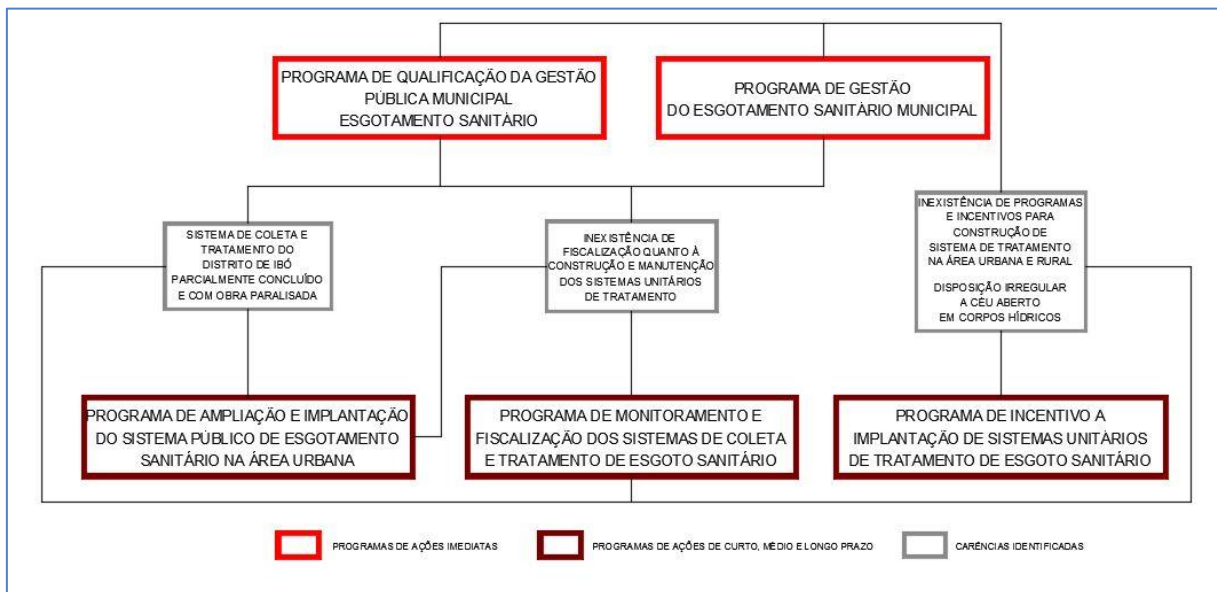 PROGRAMA DE QUALIFICAÇÃO DA GESTÃO
PÚBLICA MUNICIPAL
ESGOTAMENTO SANITÁRIO
PROGRAMA DE GESTÃO
DO ESGOTAMENTO SANITÁRIO MUNICIPAL
SISTEMA DE COLETA E
TRATAMENTO DO
DISTRITO DE IBÓ
PARCIALMENTE CONCLUÍDO
E COM OBRA PARALISADA
INEXISTÊNCIA DE
FISCALIZAÇÃO QUANTO À
CONSTRUÇÃO E MANUTENÇÃO
DOS SISTEMAS UNITÁRIOS
DE TRATAMENTO
INEXISTÊNCIA DE PROGRAMAS
E INCENTIVOS PARA
CONSTRUÇÃO DE
SISTEMA DE TRATAMENTO
NA ÁREA URBANA E RURAL
DISPOSIÇÃO IRREGULAR
A CÉU ABERTO
EM CORPOS HÍDRICOS
PROGRAMA DE AMPLIAÇÃO E IMPLANTAÇÃO
DO SISTEMA PÚBLICO DE ESGOTAMENTO
SANITÁRIO NA ÁREA URBANA
PROGRAMA DE MONITORAMENTO E
FISCALIZAÇÃO DOS SISTEMAS DE COLETA
E TRATAMENTO DE ESGOTO SANITÁRIO
PROGRAMA DE INCENTIVO A
IMPLANTAÇÃO DE SISTEMAS UNITÁRIOS
DE TRATAMENTO DE ESGOTO SANITÁRIO
PROGRAMAS DE AÇÕES IMEDIATAS
PROGRAMAS DE AÇÕES DE CURTO, MÉDIO E LONGO PRAZO
CARÊNCIAS IDENTIFICADAS